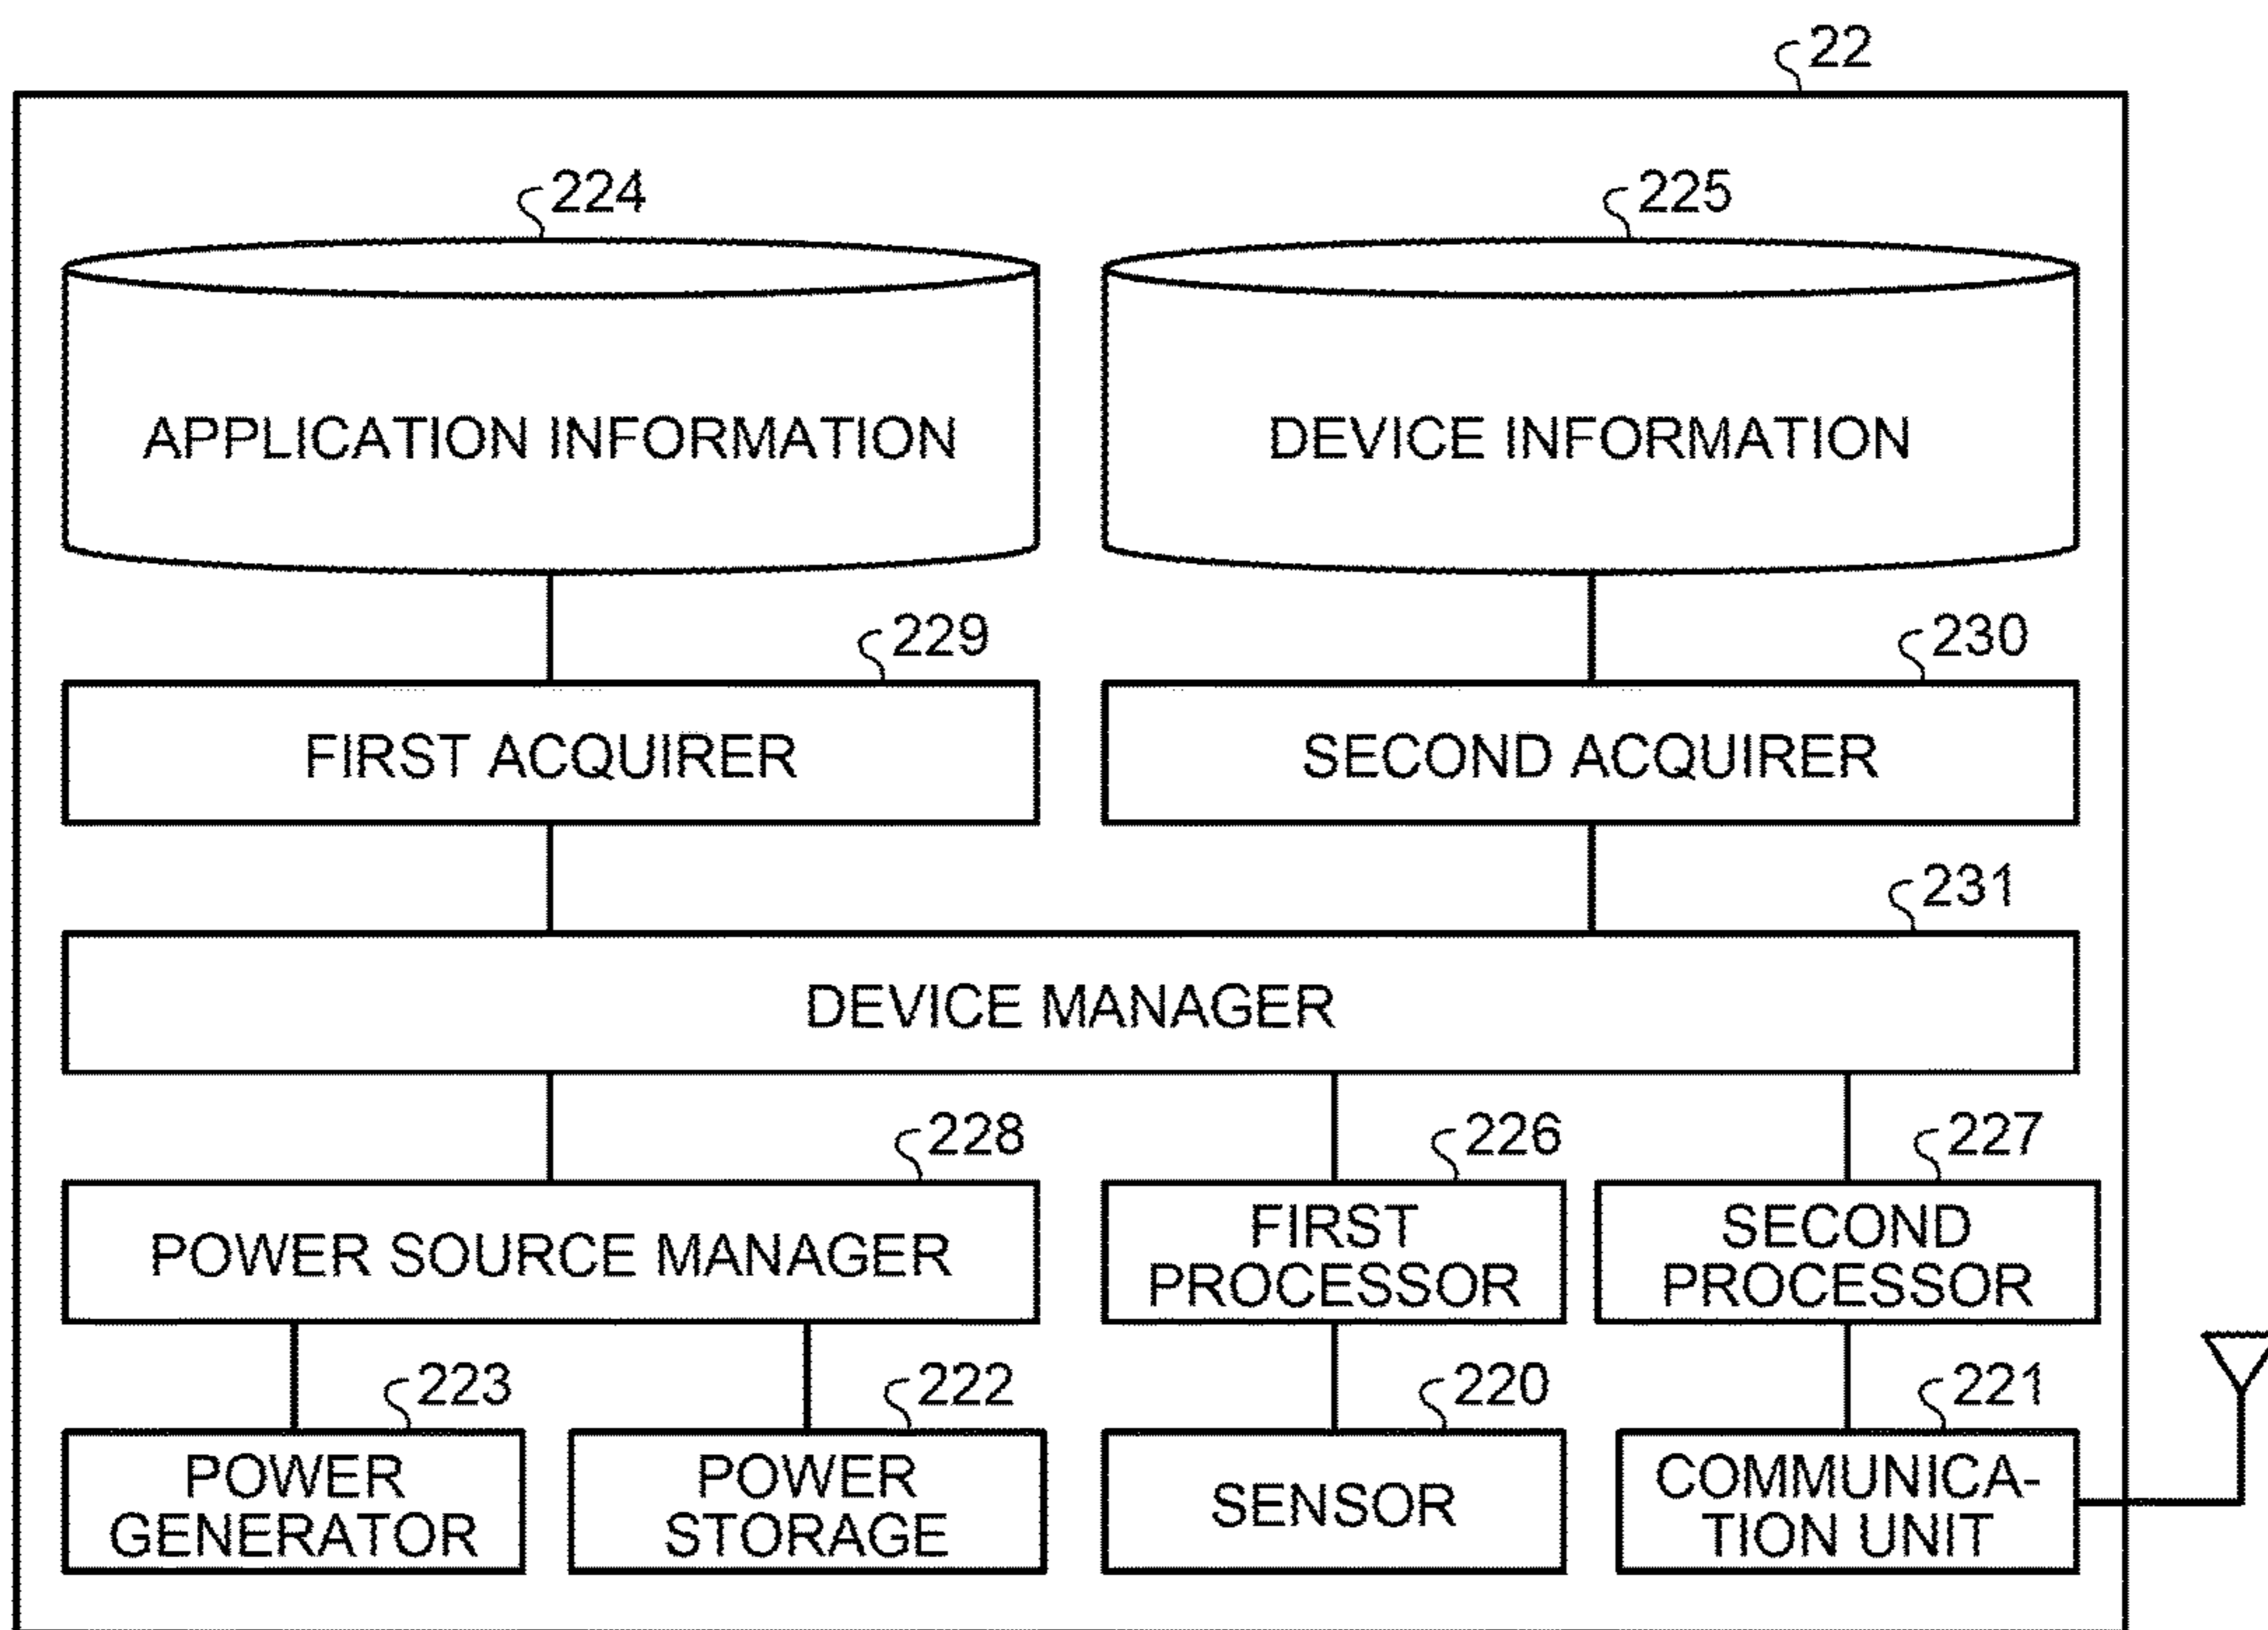 22
224
225
APPLICATION INFORMATION
DEVICE INFORMATION
229
230
FIRST ACQUIRER
SECOND ACQUIRER
231
DEVICE MANAGER
228
226
227
POWER SOURCE MANAGER
FIRST
PROCESSOR
SECOND
PROCESSOR
223
222
220
221
POWER
GENERATOR
POWER
STORAGE
SENSOR
COMMUNICA-
TION UNIT